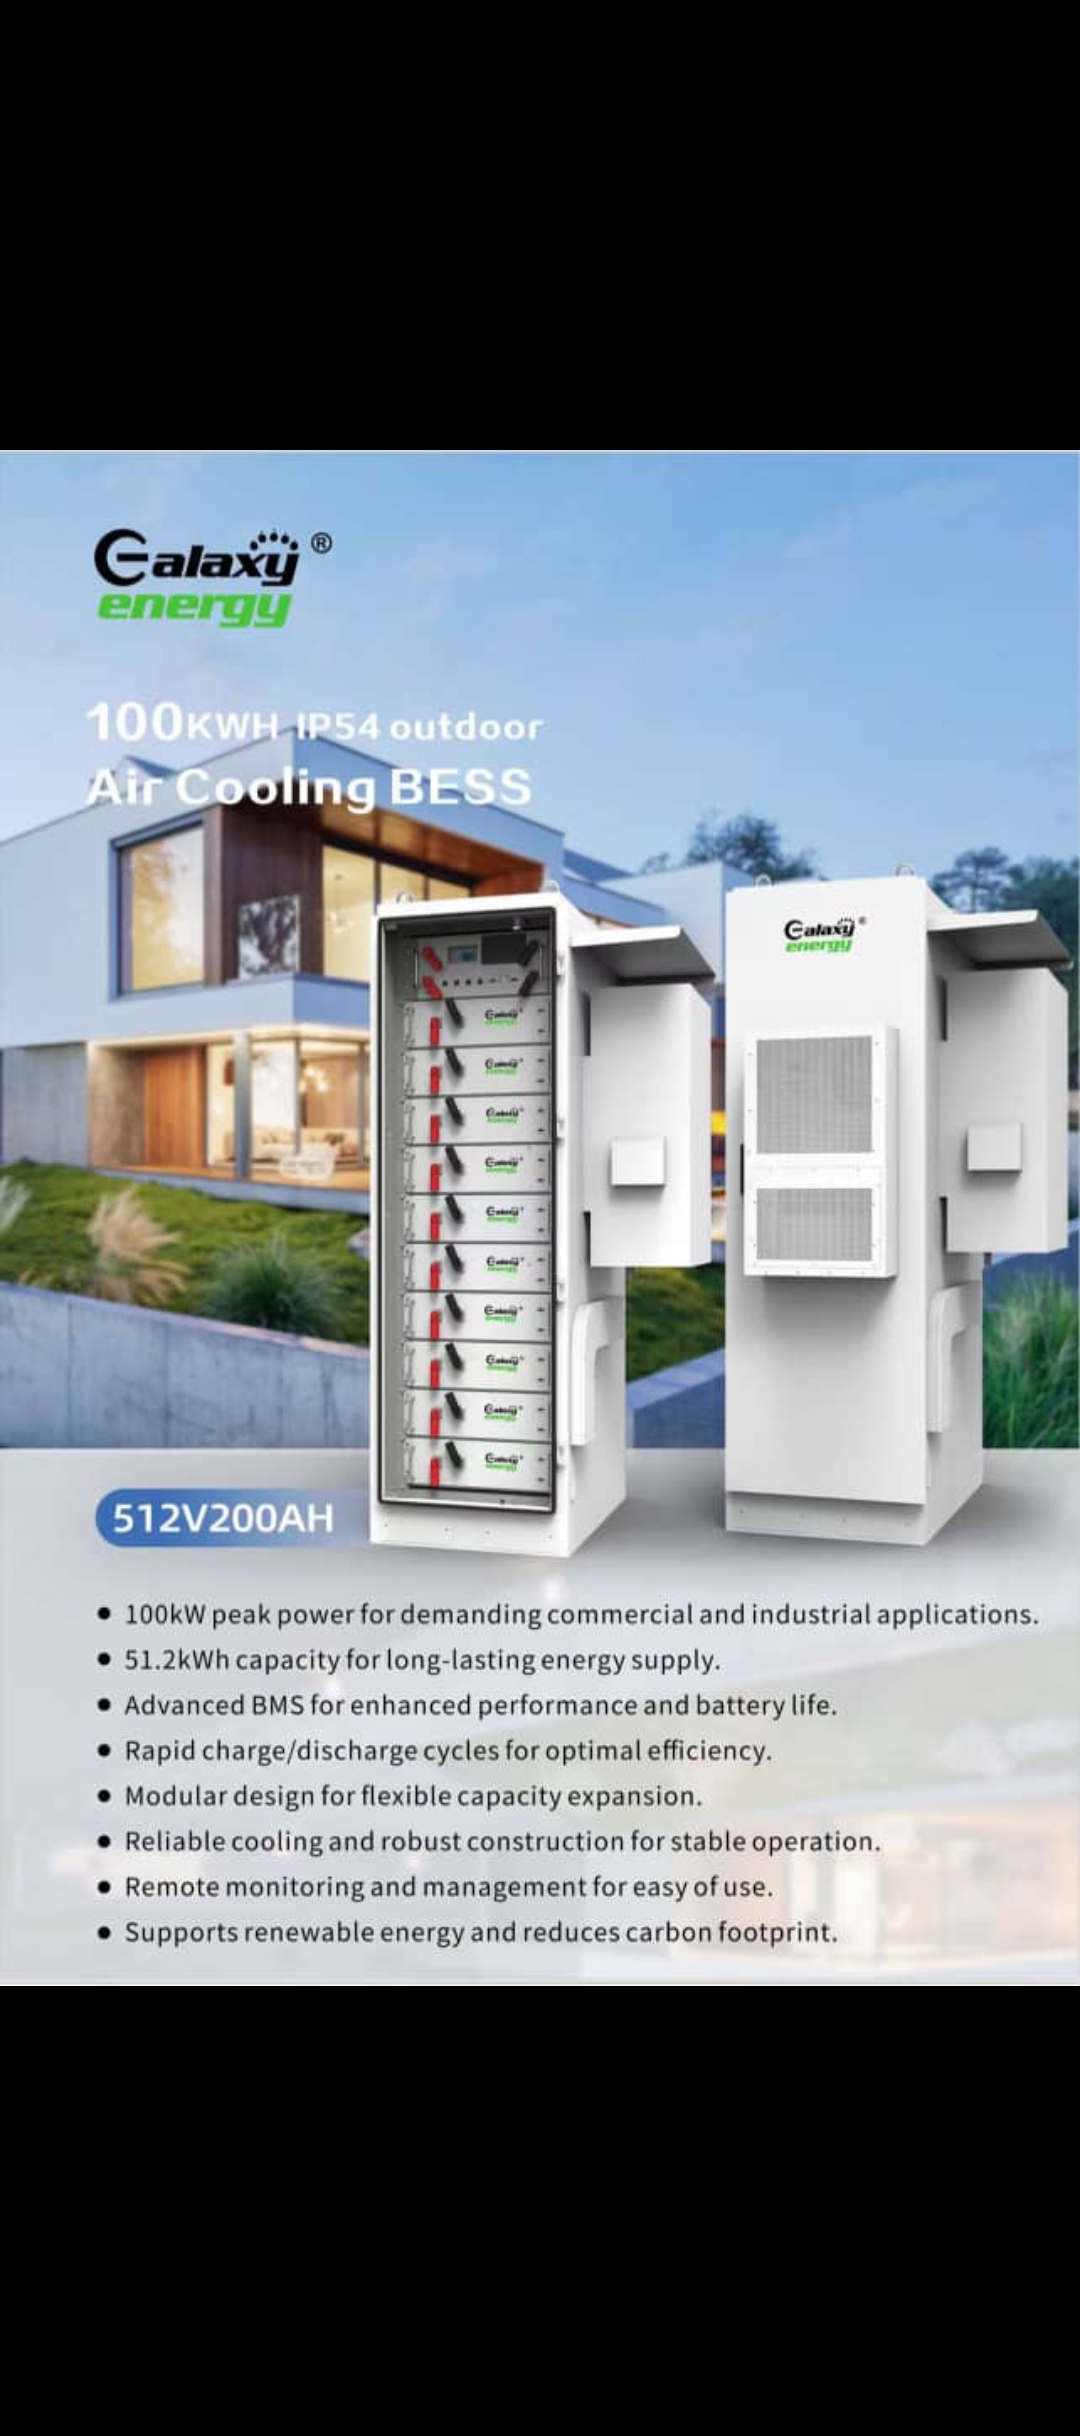 Galaxy ®
energy
100KWH IP54 outdoor
Air Cooling BESS
Galaxy ®
energy
512V200AH
● 100kW peak power for demanding commercial and industrial applications.
● 51.2kWh capacity for long-lasting energy supply.
● Advanced BMS for enhanced performance and battery life.
● Rapid charge/discharge cycles for optimal efficiency.
● Modular design for flexible capacity expansion.
● Reliable cooling and robust construction for stable operation.
● Remote monitoring and management for easy of use.
● Supports renewable energy and reduces carbon footprint.